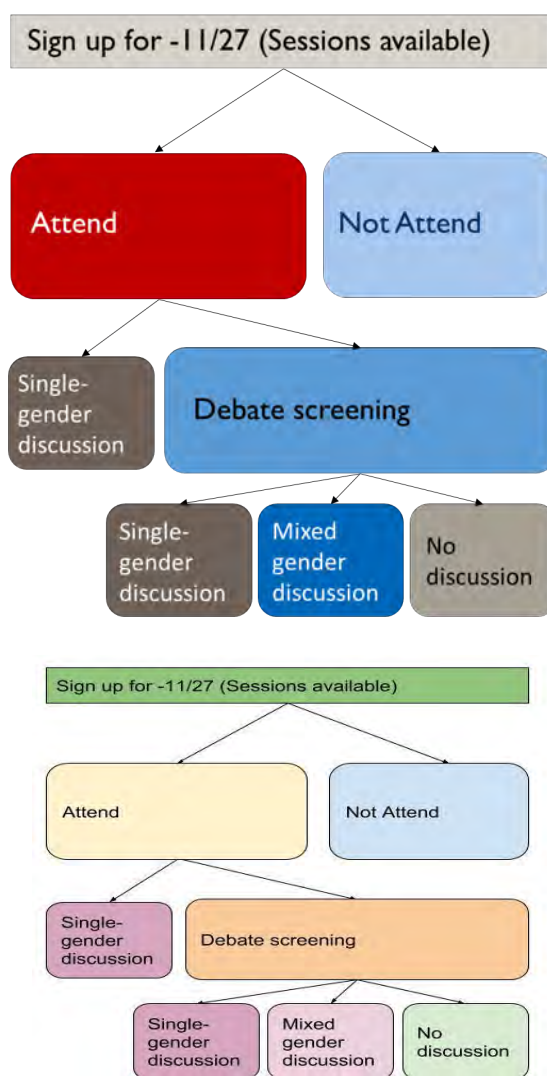 Sign up for -11/27 (Sessions available)
Attend
Not Attend
Single-
gender
discussion
Debate screening
Single-
gender
discussion
Mixed
gender
discussion
No
discussion
Sign up for -11/27 (Sessions available)
Attend
Not Attend
Single-
gender
discussion
Debate screening
Single-
gender
discussion
Mixed
gender
discussion
No
discussion